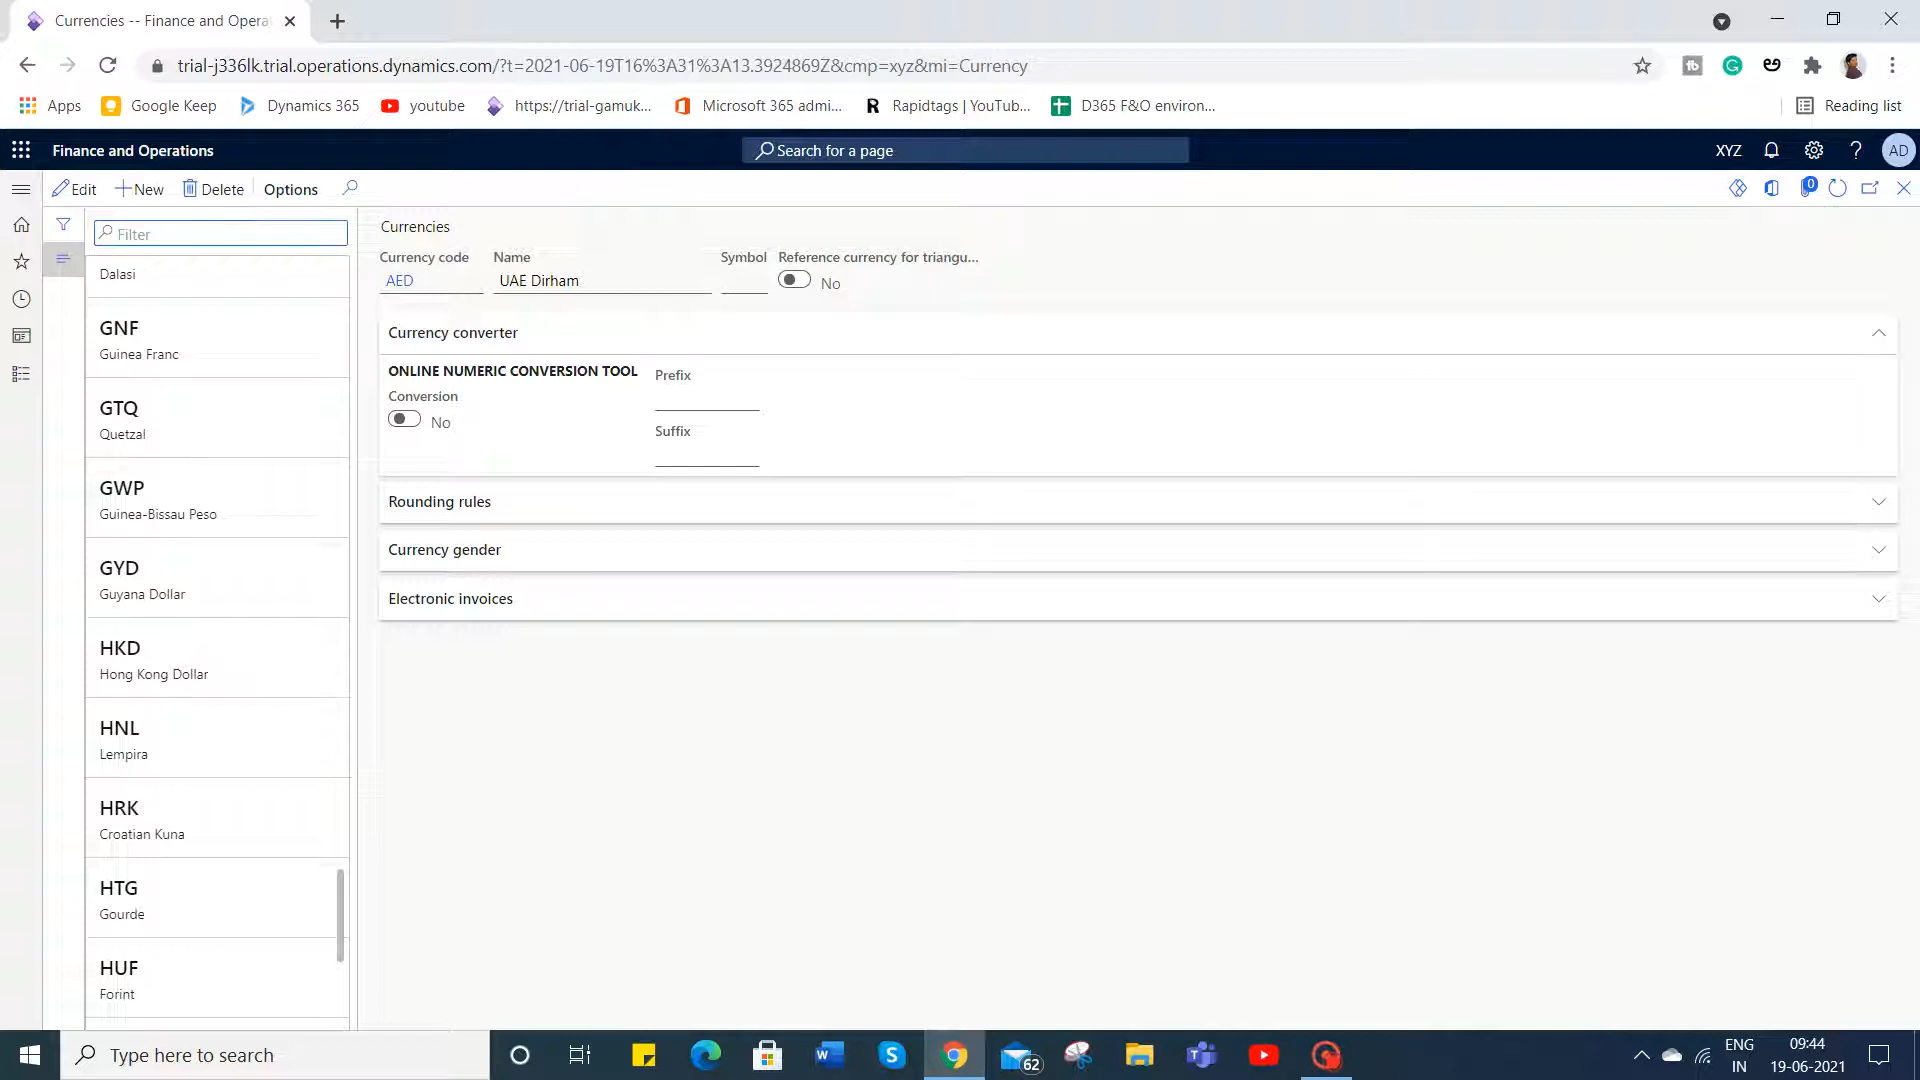 Currencies -- Finance and Opera
trial-j336lk.trial.operations.dynamics.com/?t=2021-06-19T16%3A31%3A13.3924869Z&cmp=xyz&mi=Currency
Apps
Google Keep
Dynamics 365
youtube
https://trial-gamuk...
Microsoft 365 admi...
R
Rapidtags | YouTub...
D365 F&O environ...
Reading list
Finance and Operations
Search for a page
XYZ
?
AD
Edit
New
Delete
Options
0
Filter
Dalasi
GNF
Guinea Franc
GTQ
Quetzal
GWP
Guinea-Bissau Peso
GYD
Guyana Dollar
HKD
Hong Kong Dollar
HNL
Lempira
HRK
Croatian Kuna
HTG
Gourde
HUF
Forint
Currencies
Currency code
Name
Symbol
Reference currency for triangu...
AED
UAE Dirham
No
Currency converter
ONLINE NUMERIC CONVERSION TOOL
Conversion
No
Prefix
Suffix
Rounding rules
Currency gender
Electronic invoices
Type here to search
62
ENG
IN
09:44
19-06-2021